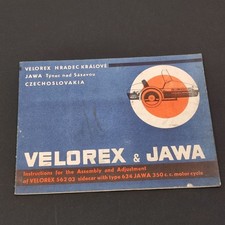 VELOREX HRADEC KRÁLOVÉ
JAWA Týnec nad Sázavou
CZECHOSLOVAKIA
VELOREX & JAWA
Instructions for the Assembly and Adjustment
of VELOREX 562-03 sidecar with type 634 JAWA 350 c. c. motor-cycle